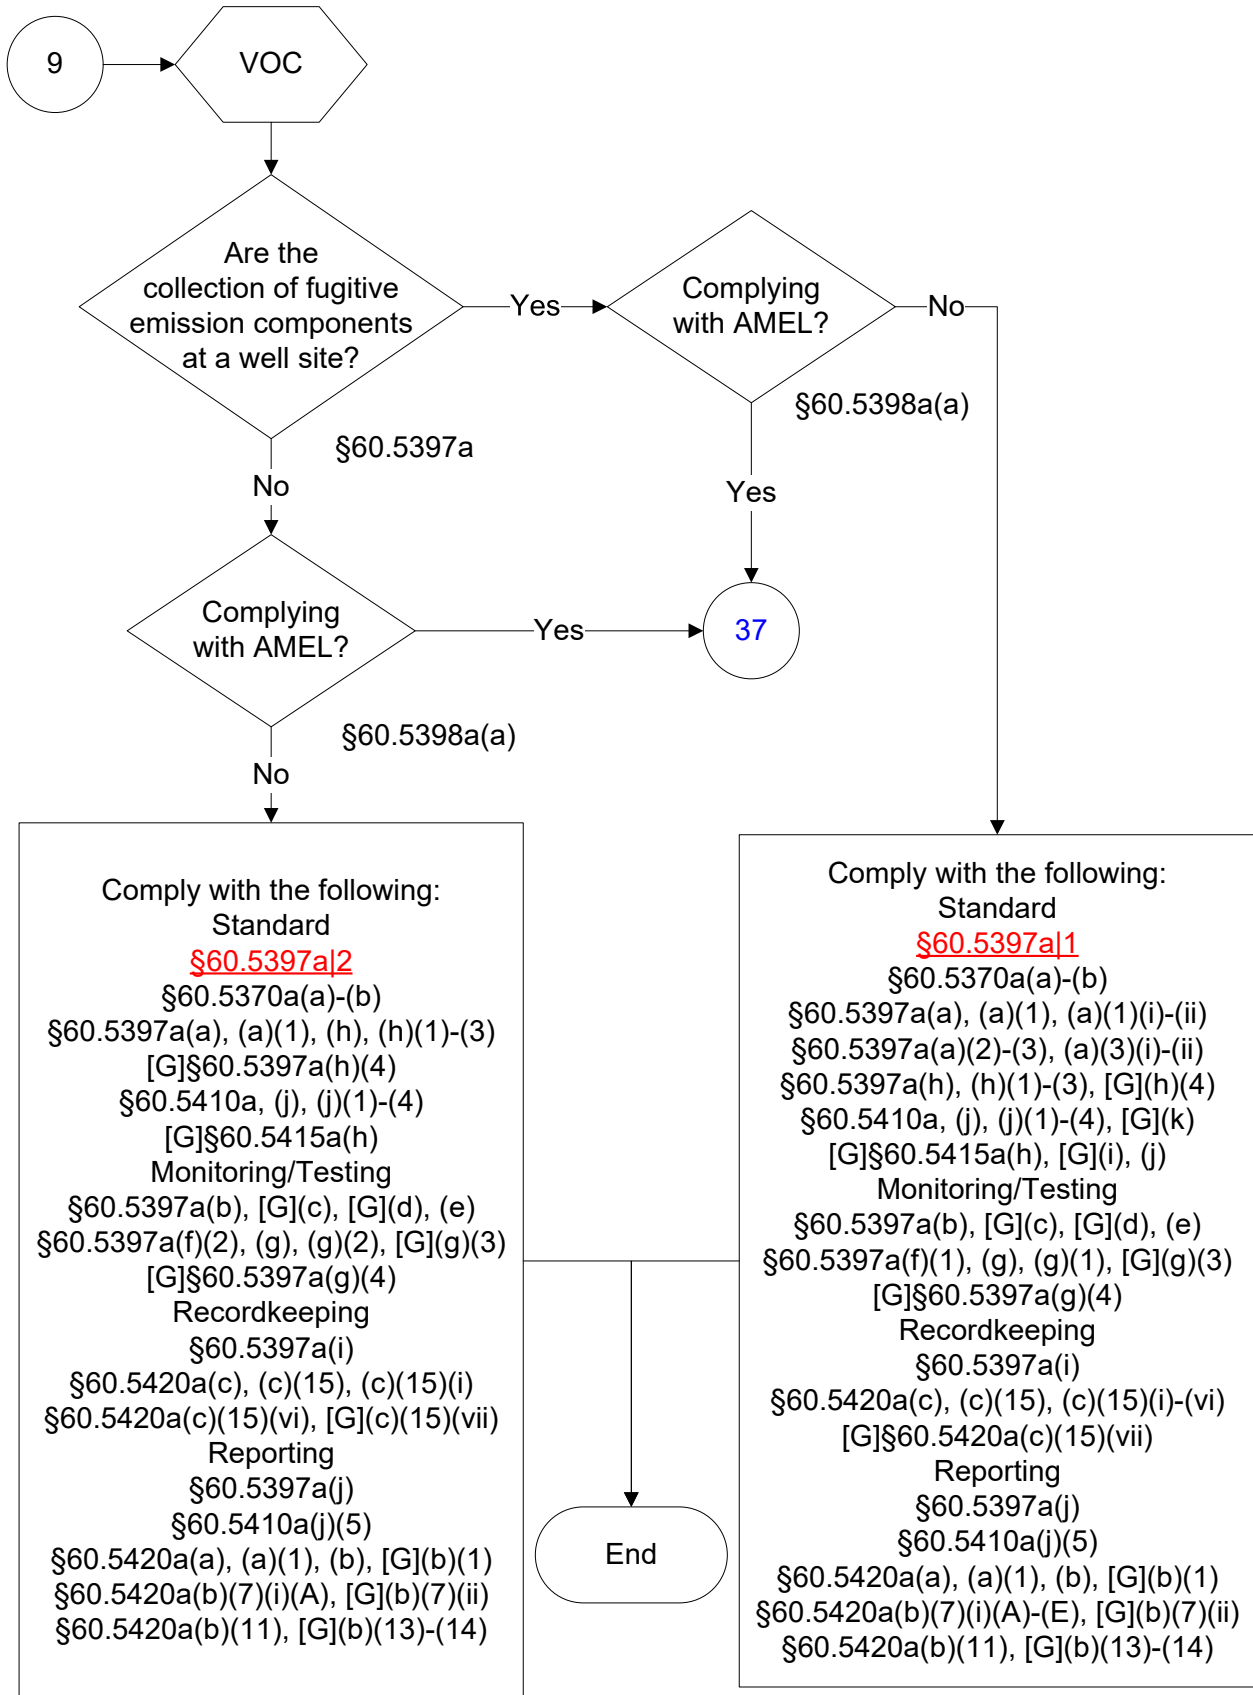 9
VOC
Are the
collection of fugitive
emission components
at a well site?
Yes
Complying
with AMEL?
No
§60.5398a(a)
§60.5397a
No
Yes
Complying
with AMEL?
Yes
37
§60.5398a(a)
No
Comply with the following:
Standard
§60.5397a|2
§60.5370a(a)-(b)
§60.5397a(a), (a)(1), (h), (h)(1)-(3)
[G]§60.5397a(h)(4)
§60.5410a, (j), (j)(1)-(4)
[G]§60.5415a(h)
Monitoring/Testing
§60.5397a(b), [G](c), [G](d), (e)
§60.5397a(f)(2), (g), (g)(2), [G](g)(3)
[G]§60.5397a(g)(4)
Recordkeeping
§60.5397a(i)
§60.5420a(c), (c)(15), (c)(15)(i)
§60.5420a(c)(15)(vi), [G](c)(15)(vii)
Reporting
§60.5397a(j)
§60.5410a(j)(5)
§60.5420a(a), (a)(1), (b), [G](b)(1)
§60.5420a(b)(7)(i)(A), [G](b)(7)(ii)
§60.5420a(b)(11), [G](b)(13)-(14)
Comply with the following:
Standard
§60.5397a|1
§60.5370a(a)-(b)
§60.5397a(a), (a)(1), (a)(1)(i)-(ii)
§60.5397a(a)(2)-(3), (a)(3)(i)-(ii)
§60.5397a(h), (h)(1)-(3), [G](h)(4)
§60.5410a, (j), (j)(1)-(4), [G](k)
[G]§60.5415a(h), [G](i), (j)
Monitoring/Testing
§60.5397a(b), [G](c), [G](d), (e)
§60.5397a(f)(1), (g), (g)(1), [G](g)(3)
[G]§60.5397a(g)(4)
Recordkeeping
§60.5397a(i)
§60.5420a(c), (c)(15), (c)(15)(i)-(vi)
[G]§60.5420a(c)(15)(vii)
Reporting
§60.5397a(j)
§60.5410a(j)(5)
§60.5420a(a), (a)(1), (b), [G](b)(1)
§60.5420a(b)(7)(i)(A)-(E), [G](b)(7)(ii)
§60.5420a(b)(11), [G](b)(13)-(14)
End